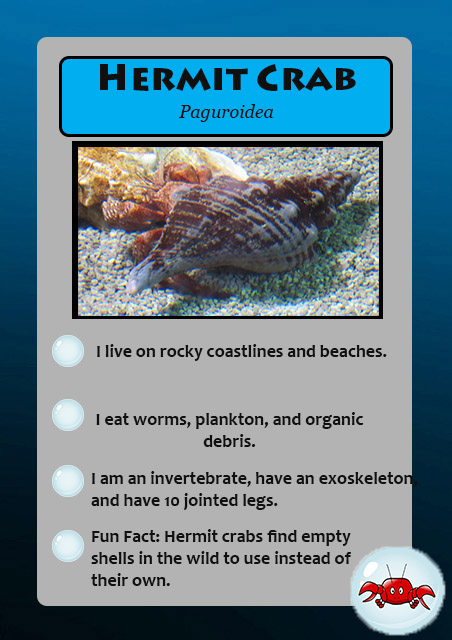 Hermit Crab
Paguroidea
I live on rocky coastlines and beaches.
I eat worms, plankton, and organic
debris.
I am an invertebrate, have an exoskeleton,
and have 10 jointed legs.
Fun Fact: Hermit crabs find empty
shells in the wild to use instead of
their own.